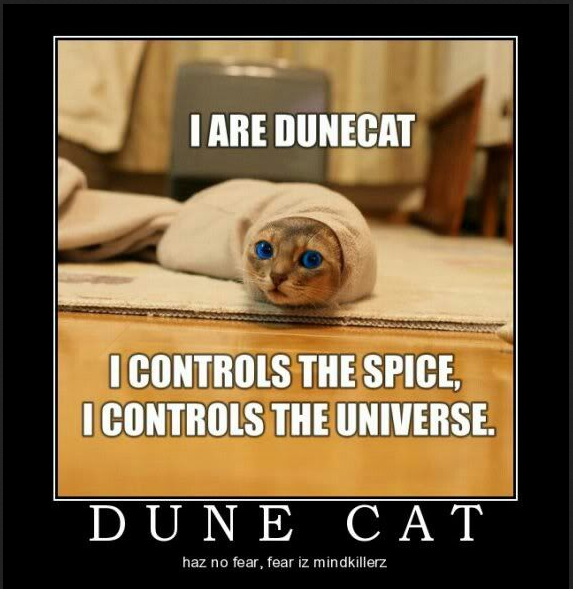 I ARE DUNECAT
I CONTROLS THE SPICE,
I CONTROLS THE UNIVERSE.
DUNE CAT
haz no fear, fear iz mindkillerz